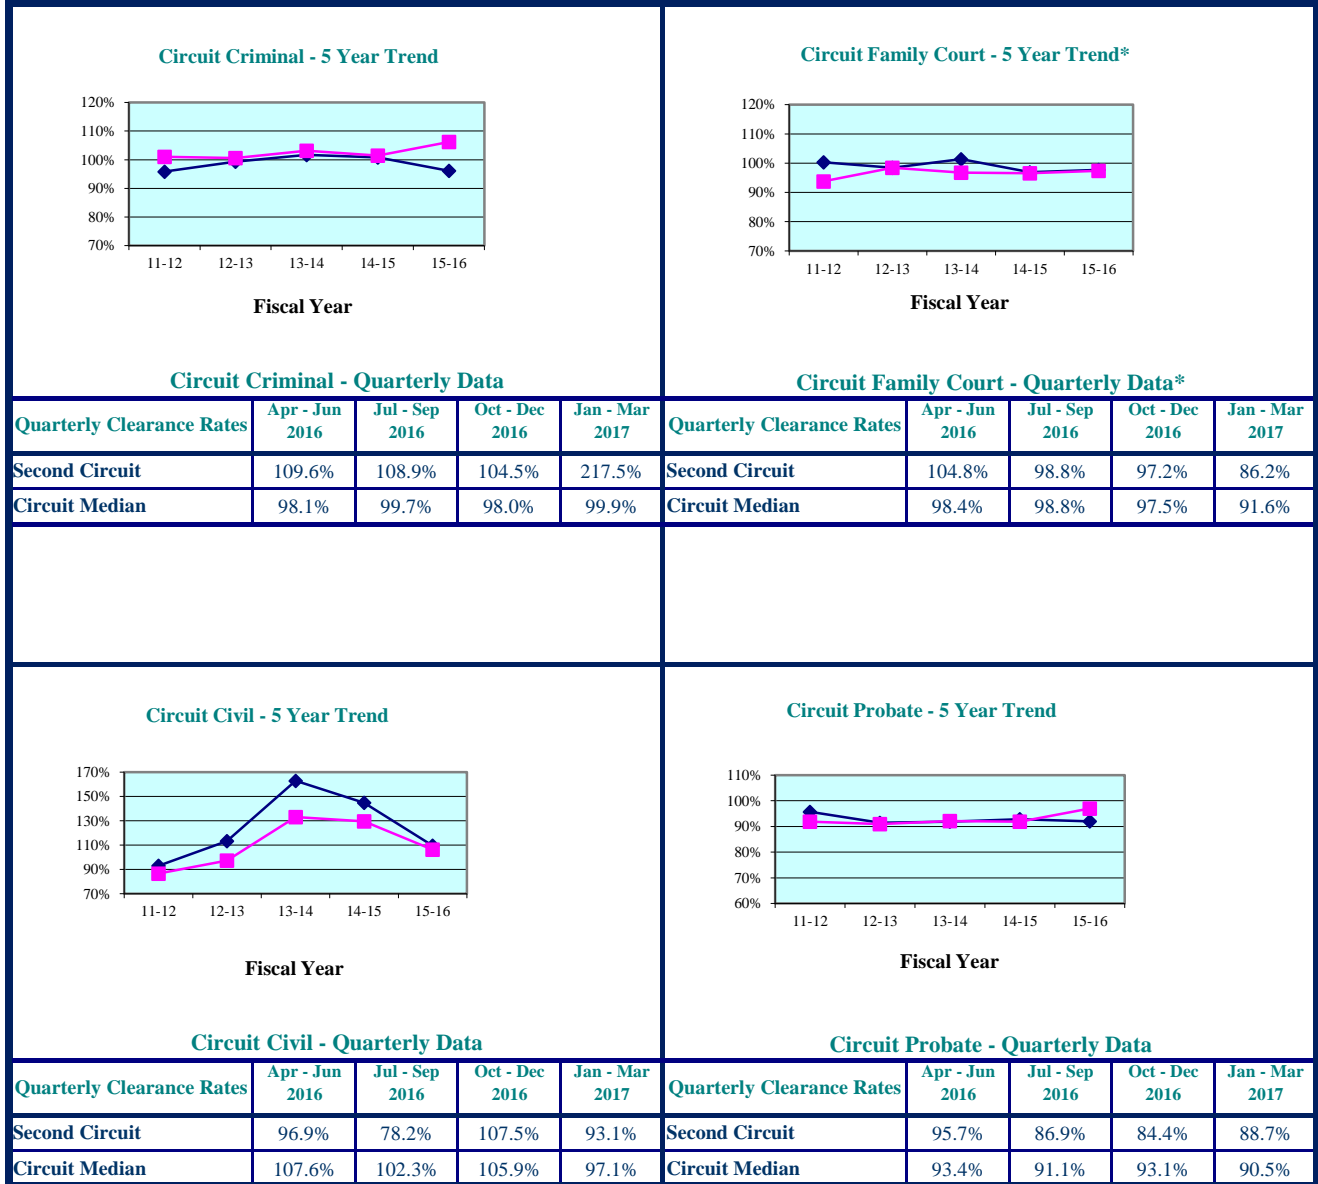 Circuit Criminal - 5 Year Trend
120%
110%
100%
90%
80%
70%
11-12 12-13 13-14 14-15 15-16
Fiscal Year
Circuit Criminal - Quarterly Data
Quarterly Clearance Rates Apr - Jun 2016 Jul - Sep 2016 Oct - Dec 2016 Jan - Mar 2017
Second Circuit 109.6% 108.9% 104.5% 217.5%
Circuit Median 98.1% 99.7% 98.0% 99.9%
Circuit Family Court - 5 Year Trend*
120%
110%
100%
90%
80%
70%
11-12 12-13 13-14 14-15 15-16
Fiscal Year
Circuit Family Court - Quarterly Data*
Quarterly Clearance Rates Apr - Jun 2016 Jul - Sep 2016 Oct - Dec 2016 Jan - Mar 2017
Second Circuit 104.8% 98.8% 97.2% 86.2%
Circuit Median 98.4% 98.8% 97.5% 91.6%
Circuit Civil - 5 Year Trend
170%
150%
130%
110%
90%
70%
11-12 12-13 13-14 14-15 15-16
Fiscal Year
Circuit Civil - Quarterly Data
Quarterly Clearance Rates Apr - Jun 2016 Jul - Sep 2016 Oct - Dec 2016 Jan - Mar 2017
Second Circuit 96.9% 78.2% 107.5% 93.1%
Circuit Median 107.6% 102.3% 105.9% 97.1%
Circuit Probate - 5 Year Trend
110%
100%
90%
80%
70%
60%
11-12 12-13 13-14 14-15 15-16
Fiscal Year
Circuit Probate - Quarterly Data
Quarterly Clearance Rates Apr - Jun 2016 Jul - Sep 2016 Oct - Dec 2016 Jan - Mar 2017
Second Circuit 95.7% 86.9% 84.4% 88.7%
Circuit Median 93.4% 91.1% 93.1% 90.5%